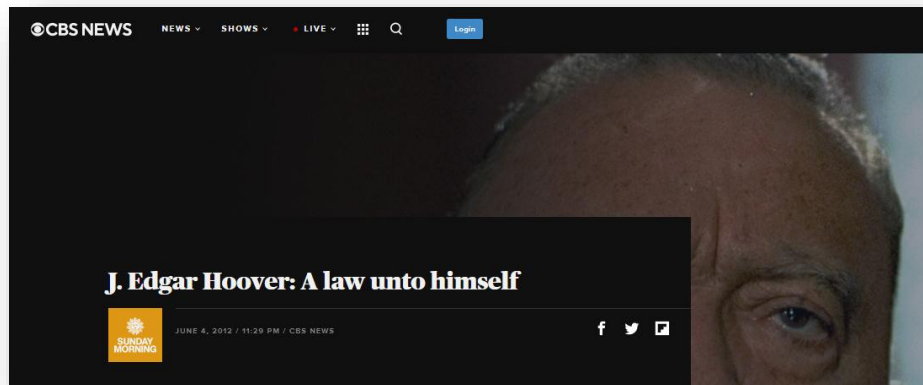 CBS NEWS NEWS SHOWS LIVE Login
J. Edgar Hoover: A law unto himself
SUNDAY
MORNING
JUNE 4, 2012 / 11:29 PM / CBS NEWS